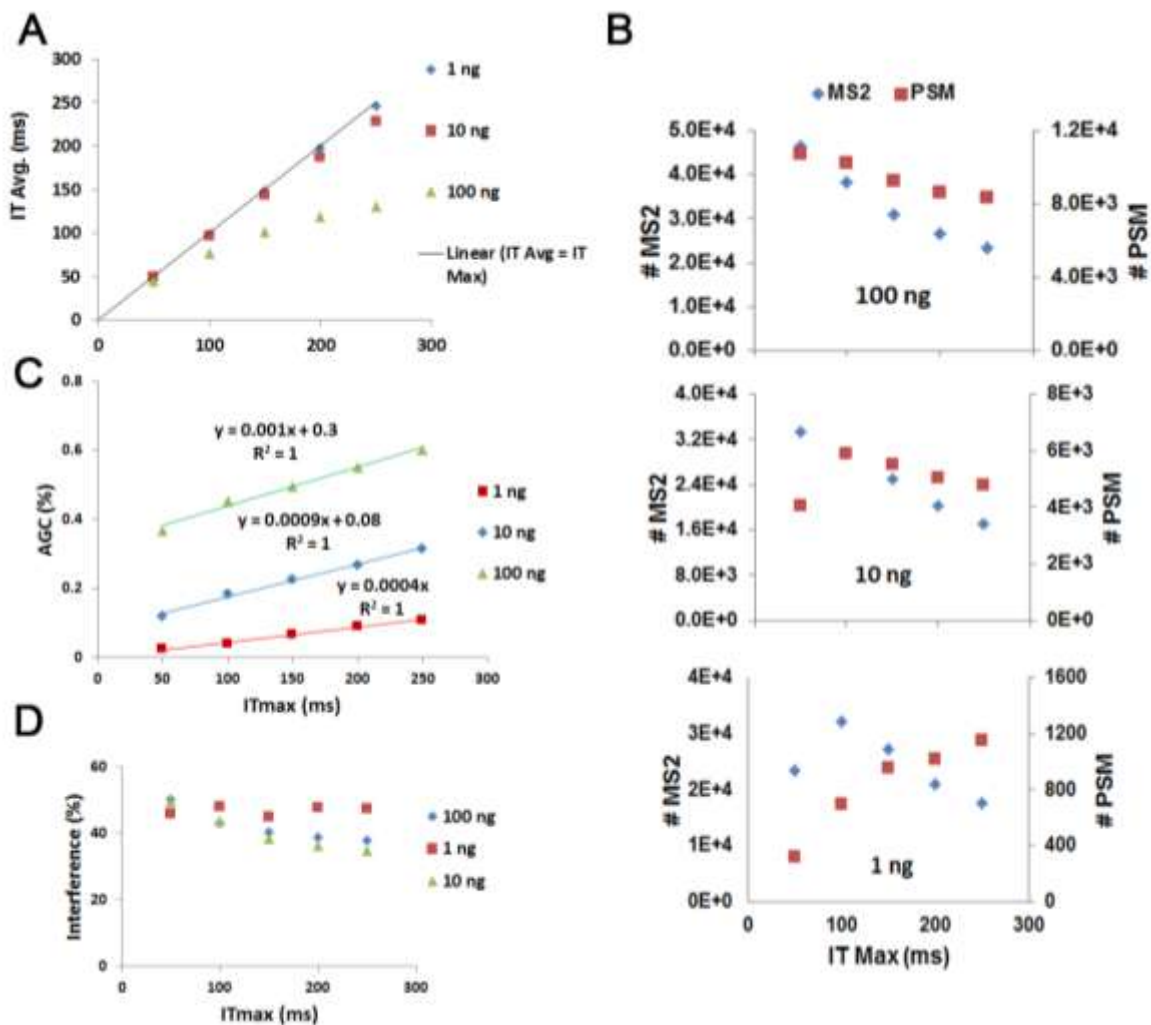 A
300
250
200
150
100
50
0
IT Avg. (ms)
0 100 200 300
1 ng
10 ng
100 ng
Linear (IT Avg = IT
Max)
B
MS2 PSM
5.0E+4
4.0E+4
3.0E+4
2.0E+4
1.0E+4
0.0E+0
# MS2
1.2E+4
8.0E+3
4.0E+3
0.0E+0
# PSM
100 ng
4.0E+4
3.2E+4
2.4E+4
1.6E+4
8.0E+3
0.0E+0
# MS2
8E+3
6E+3
4E+3
2E+3
0E+0
# PSM
10 ng
4E+4
3E+4
2E+4
1E+4
0E+0
# MS2
1600
1200
800
400
0
# PSM
1 ng
0 100 200 300
IT Max (ms)
C
0.8
0.6
0.4
0.2
0
AGC (%)
y = 0.001x + 0.3
R² = 1
y = 0.0009x + 0.08
R² = 1
y = 0.0004x
R² = 1
0 50 100 150 200 250 300
ITmax (ms)
1 ng
10 ng
100 ng
D
60
40
20
0
Interference (%)
0 100 200 300
ITmax (ms)
100 ng
1 ng
10 ng